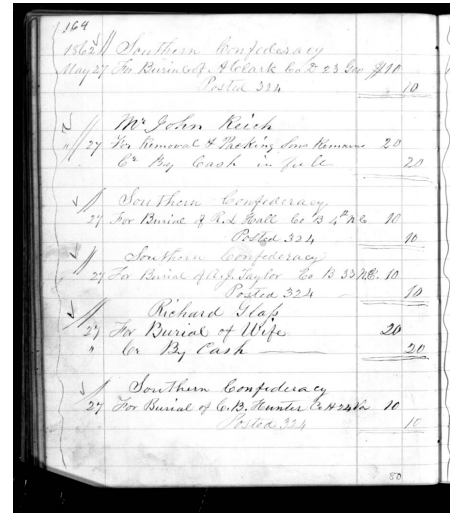 164
1862 Southern Confederacy
May 27 For Burial of A Clark Co D 23 Geo $10
Posted 324 10
Mr John Reich
" 27 For Removal & Packing Sons Remains 20
Cr By Cash in full 20
Southern Confederacy
27 For Burial of R.L. Hall Co B 4th N.C. 10
Posted 324 10
Southern Confederacy
27 For Burial of A.J. Taylor Co B 33 N.C. 10
Posted 324 10
Richard Glass
27 For Burial of Wife 20
" Cr By Cash 20
Southern Confederacy
27 For Burial of C.B. Hunter Co H 24 Va 10
Posted 324 10
80